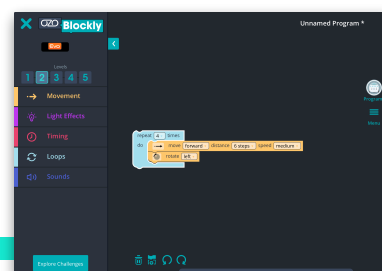 OZO Blockly
Unnamed Program *
Evo
Levels
1 2 3 4 5
Movement
Light Effects
Timing
Loops
Sounds
Explore Challenges
repeat 4 times
do move forward distance 6 steps speed medium
rotate left
Program
Menu